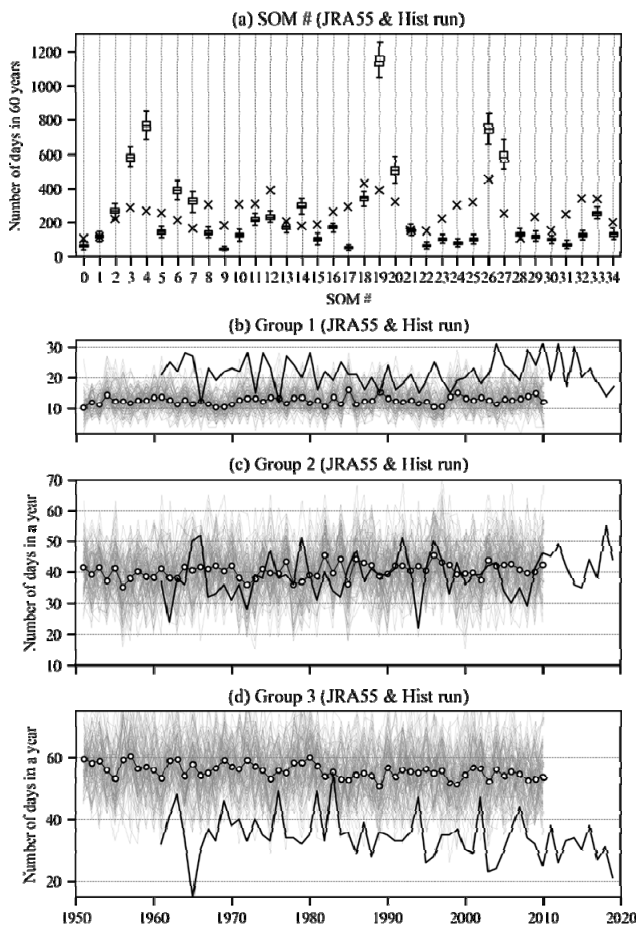 (a) SOM # (JRA55 & Hist run)
Number of days in 60 years
1200
1000
800
600
400
200
0
0 1 2 3 4 5 6 7 8 9 10 11 12 13 14 15 16 17 18 19 20 21 22 23 24 25 26 27 28 29 30 31 32 33 34
SOM #
(b) Group 1 (JRA55 & Hist run)
30
20
10
(c) Group 2 (JRA55 & Hist run)
Number of days in a year
70
60
50
40
30
20
10
(d) Group 3 (JRA55 & Hist run)
Number of days in a year
60
40
20
1950 1960 1970 1980 1990 2000 2010 2020